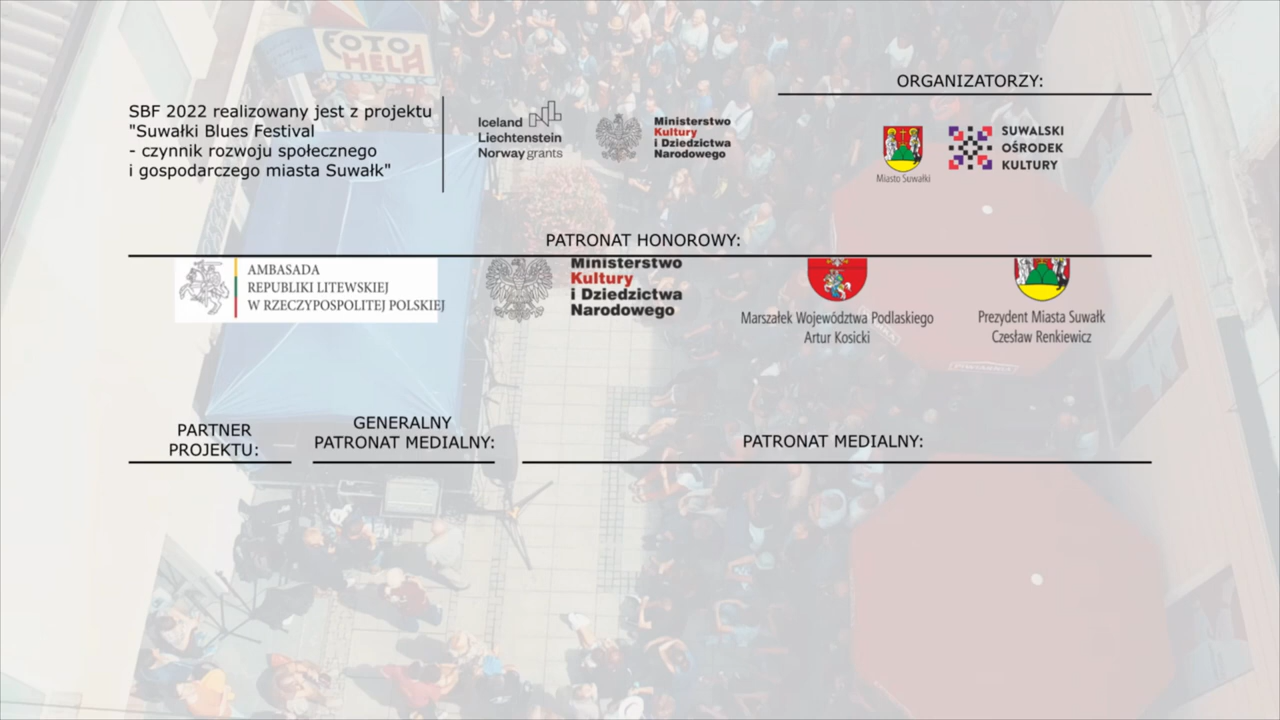 FOTO
HELA
SBF 2022 realizowany jest z projektu
"Suwałki Blues Festival
- czynnik rozwoju społecznego
i gospodarczego miasta Suwałk"
Iceland
Liechtenstein
Norway grants
Ministerstwo
Kultury
i Dziedzictwa
Narodowego
ORGANIZATORZY:
Miasto Suwałki
SUWALSKI
OŚRODEK
KULTURY
PATRONAT HONOROWY:
AMBASADA
REPUBLIKI LITEWSKIEJ
W RZECZYPOSPOLITEJ POLSKIEJ
Ministerstwo
Kultury
i Dziedzictwa
Narodowego
Marszałek Województwa Podlaskiego
Artur Kosicki
Prezydent Miasta Suwałk
Czesław Renkiewicz
PARTNER
PROJEKTU:
GENERALNY
PATRONAT MEDIALNY:
PATRONAT MEDIALNY: